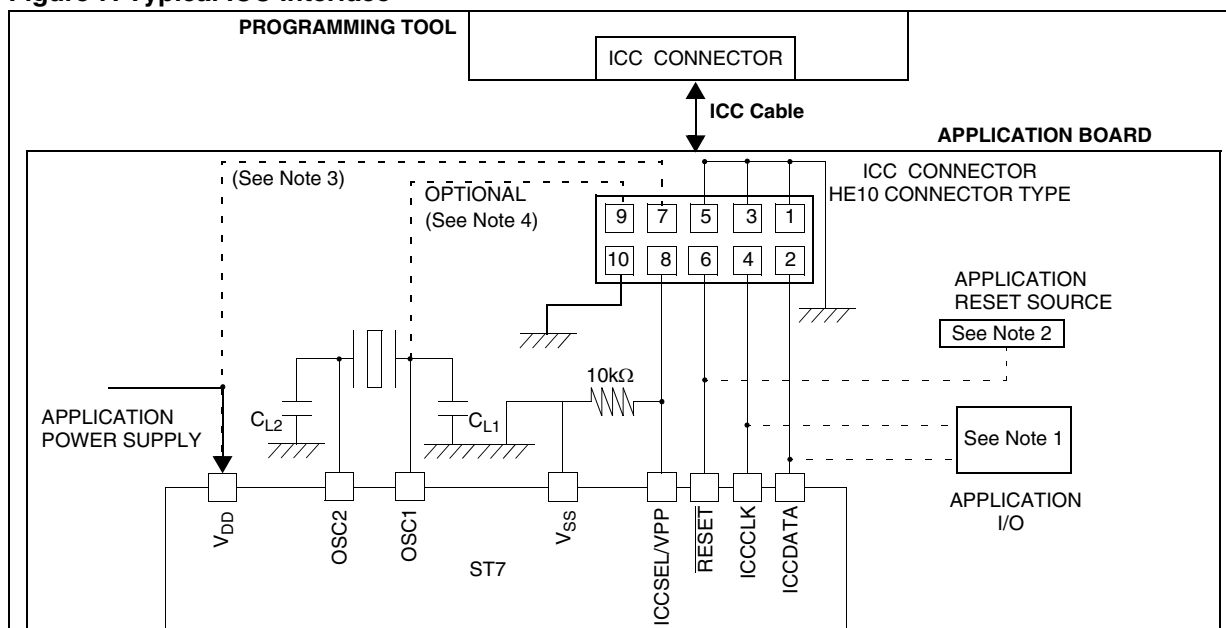 Figure 7. Typical ICC Interface
PROGRAMMING TOOL
ICC CONNECTOR
ICC Cable
APPLICATION BOARD
(See Note 3)
OPTIONAL
(See Note 4)
ICC CONNECTOR
HE10 CONNECTOR TYPE
9 7 5 3 1
10 8 6 4 2
APPLICATION
RESET SOURCE
See Note 2
10kΩ
APPLICATION
POWER SUPPLY
CL2
CL1
See Note 1
APPLICATION
I/O
VDD
OSC2
OSC1
VSS
ICCSEL/VPP
RESET
ICCCLK
ICCDATA
ST7